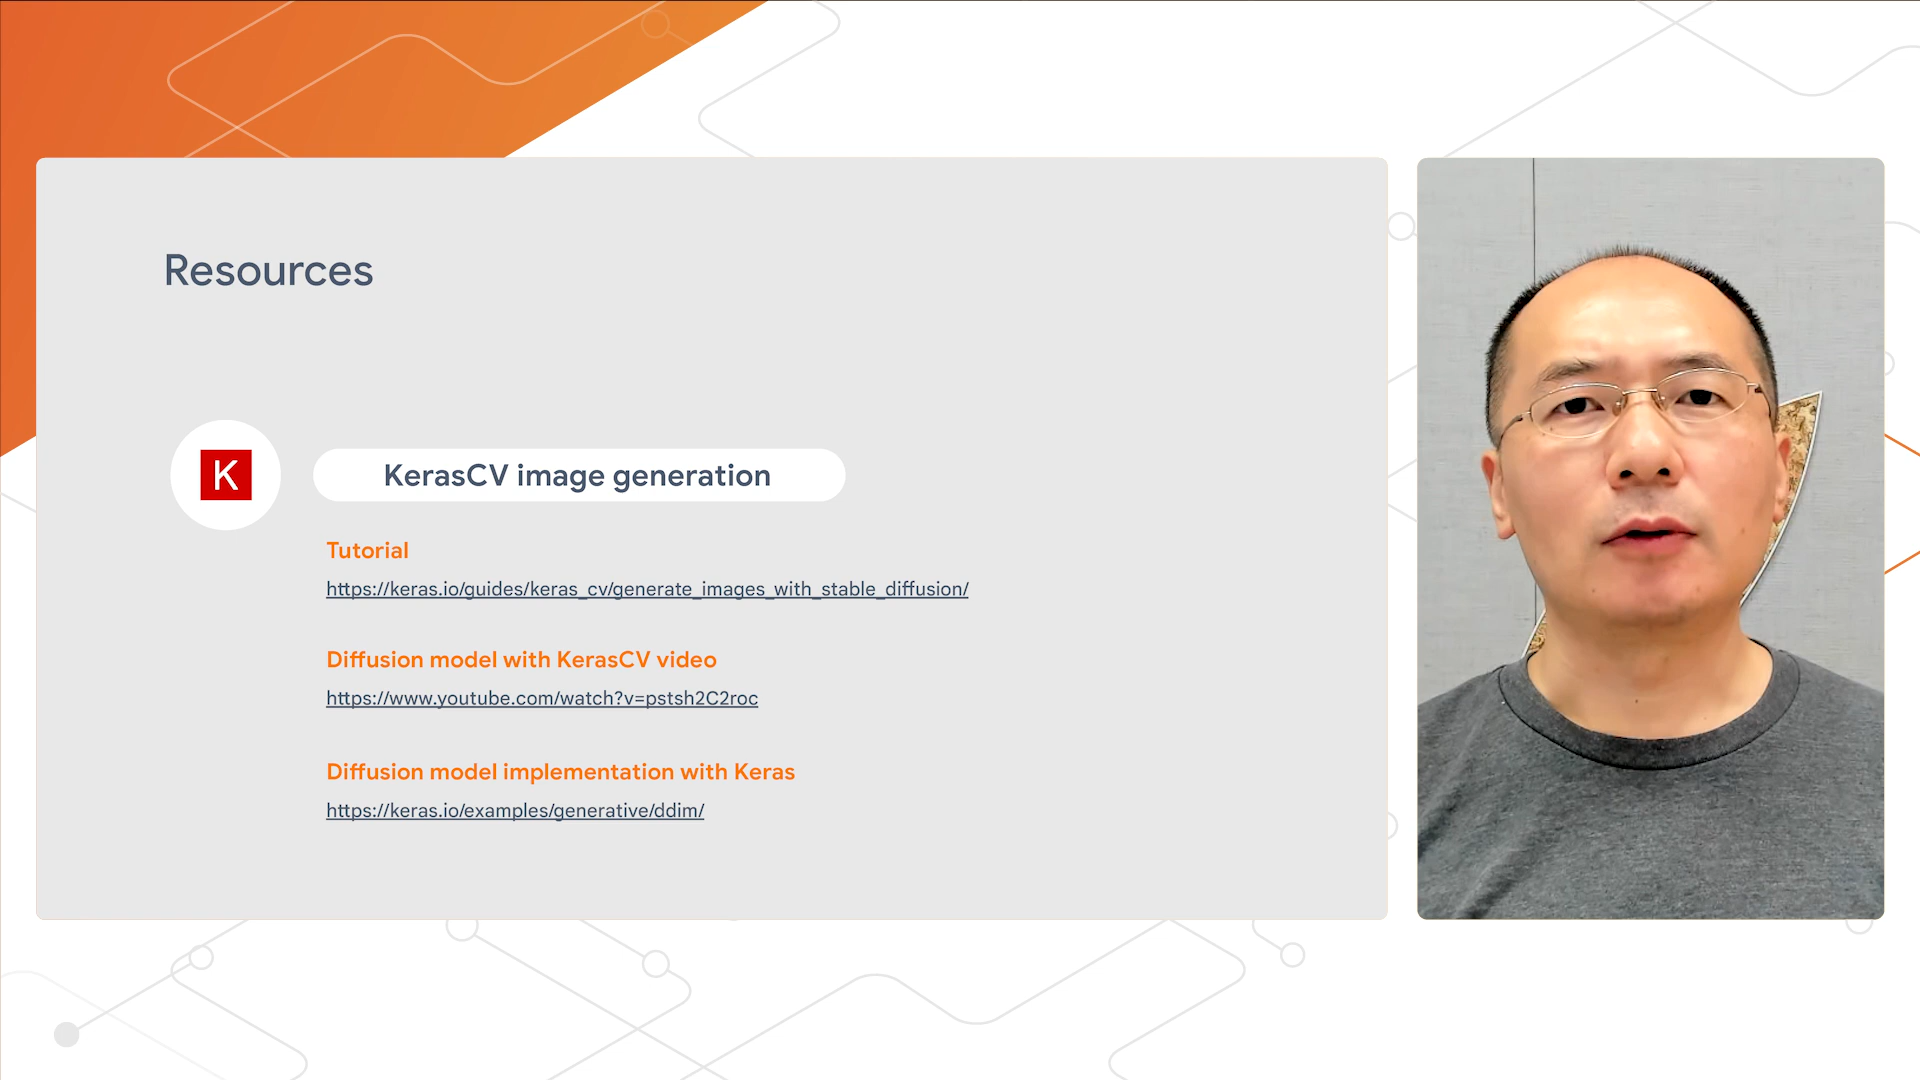 Resources
K
KerasCV image generation
Tutorial
https://keras.io/guides/keras_cv/generate_images_with_stable_diffusion/
Diffusion model with KerasCV video
https://www.youtube.com/watch?v=pstsh2C2roc
Diffusion model implementation with Keras
https://keras.io/examples/generative/ddim/